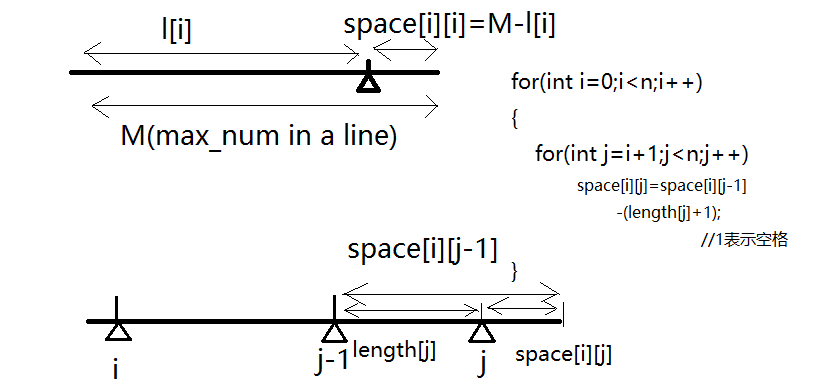 l[i]
space[i][i]=M-l[i]
M(max_num in a line)
for(int i=0;i<n;i++)
{
for(int j=i+1;j<n;j++)
space[i][j]=space[i][j-1]
-(length[j]+1);
//1表示空格
}
space[i][j-1]
i
j-1
length[j]
j
space[i][j]